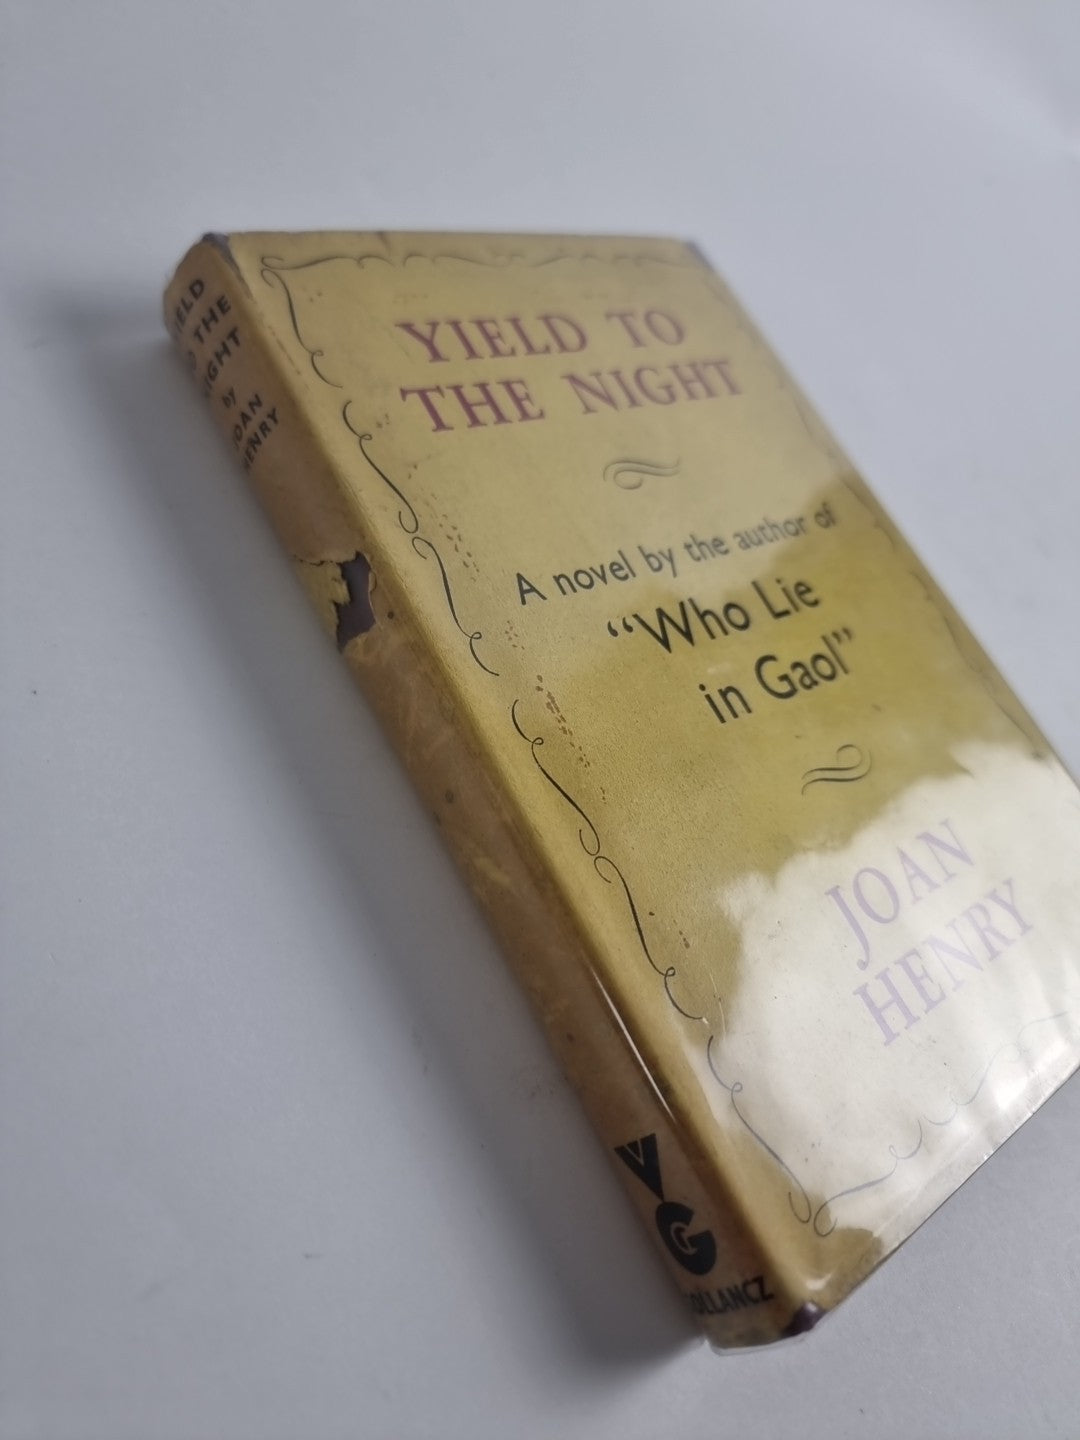 YIELD TO
THE NIGHT
A novel by the author of
“Who Lie
in Gaol”
JOAN
HENRY
YIELD
TO THE
NIGHT
by
JOAN
HENRY
VG
GOLLANCZ